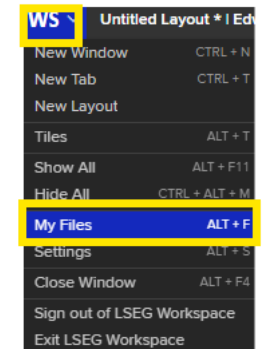 WS Untitled Layout * | Edw
New Window CTRL + N
New Tab CTRL + T
New Layout
Tiles ALT + T
Show All ALT + F11
Hide All CTRL + ALT + M
My Files ALT + F
Settings ALT + S
Close Window ALT + F4
Sign out of LSEG Workspace
Exit LSEG Workspace